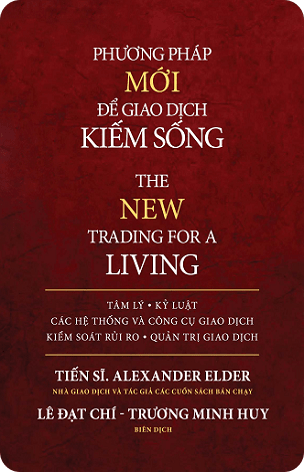 PHƯƠNG PHÁP
MỚI
ĐỂ GIAO DỊCH
KIẾM SỐNG
THE
NEW
TRADING FOR A
LIVING
TÂM LÝ • KỶ LUẬT
CÁC HỆ THỐNG VÀ CÔNG CỤ GIAO DỊCH
KIỂM SOÁT RỦI RO • QUẢN TRỊ GIAO DỊCH
TIẾN SĨ. ALEXANDER ELDER
NHÀ GIAO DỊCH VÀ TÁC GIẢ CÁC CUỐN SÁCH BÁN CHẠY
LÊ ĐẠT CHÍ - TRƯƠNG MINH HUY
BIÊN DỊCH